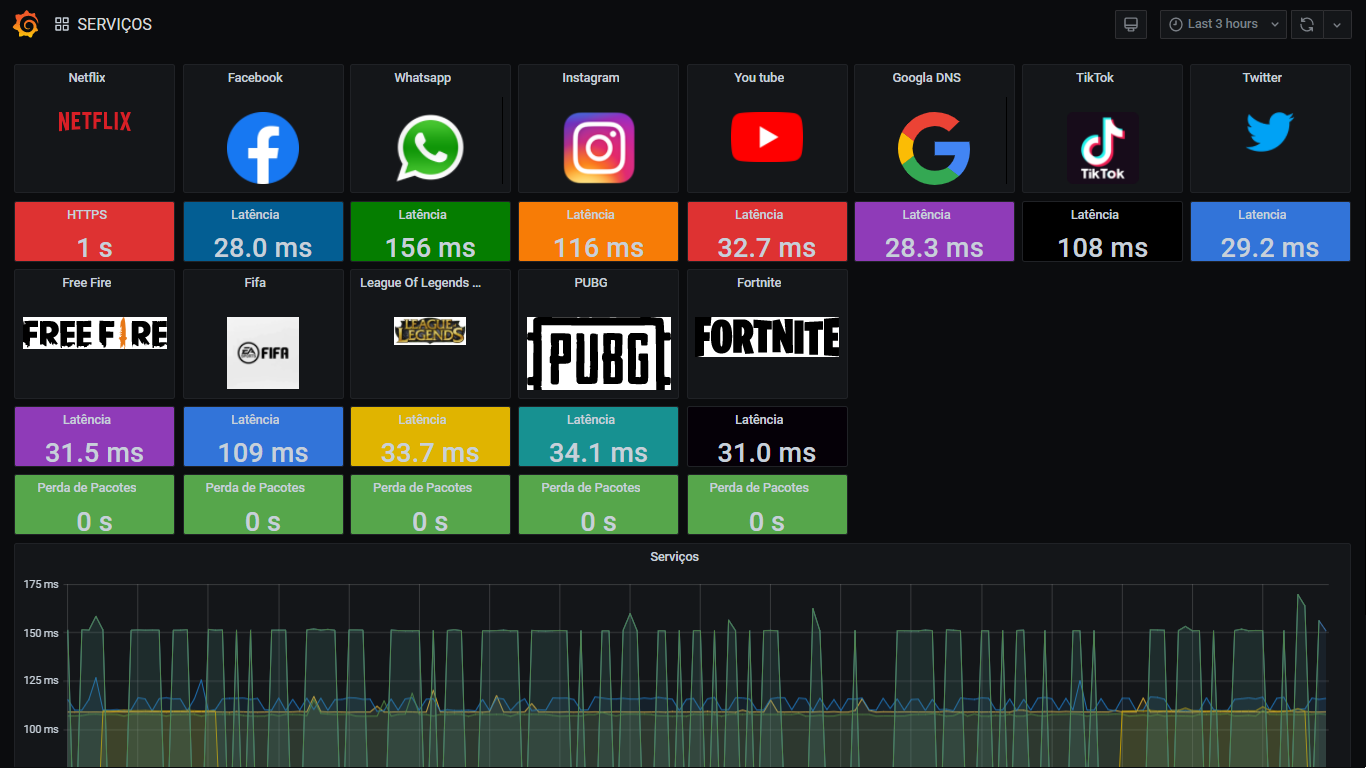 SERVIÇOS
Last 3 hours
Netflix
Facebook
Whatsapp
Instagram
You tube
Googla DNS
TikTok
Twitter
NETFLIX
TikTok
HTTPS
Latência
Latência
Latência
Latência
Latência
Latência
Latencia
1 s
28.0 ms
156 ms
116 ms
32.7 ms
28.3 ms
108 ms
29.2 ms
Free Fire
Fifa
League Of Legends ...
PUBG
Fortnite
FREE FIRE
EA SPORTS FIFA
LEAGUE OF LEGENDS
PUBG
FORTNITE
Latência
Latência
Latência
Latência
Latência
31.5 ms
109 ms
33.7 ms
34.1 ms
31.0 ms
Perda de Pacotes
Perda de Pacotes
Perda de Pacotes
Perda de Pacotes
Perda de Pacotes
0 s
0 s
0 s
0 s
0 s
Serviços
175 ms
150 ms
125 ms
100 ms